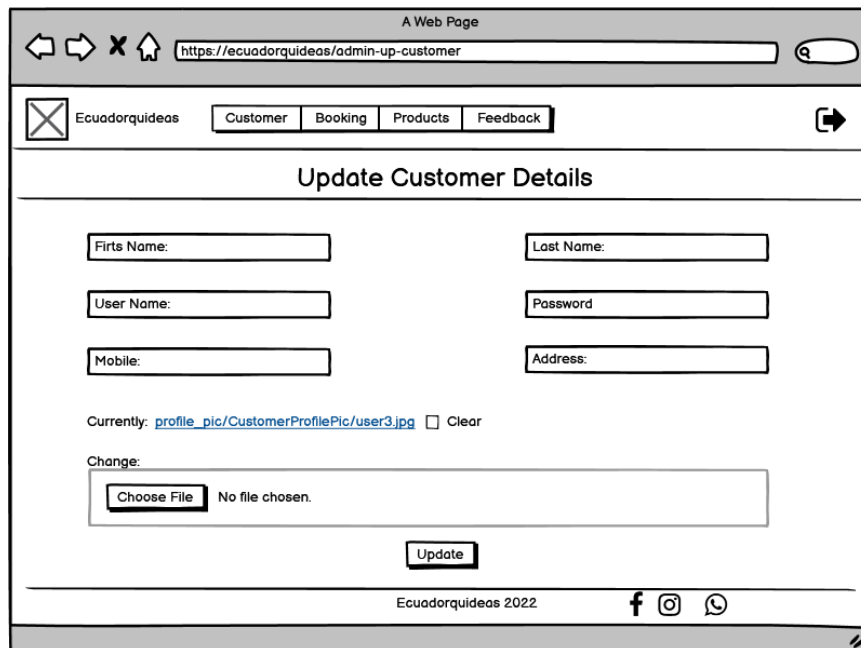 A Web Page
https://ecuadorquideas/admin-up-customer
Ecuadorquideas Customer Booking Products Feedback
Update Customer Details
Firts Name: Last Name:
User Name: Password
Mobile: Address:
Currently: profile_pic/CustomerProfilePic/user3.jpg Clear
Change:
Choose File No file chosen.
Update
Ecuadorquideas 2022